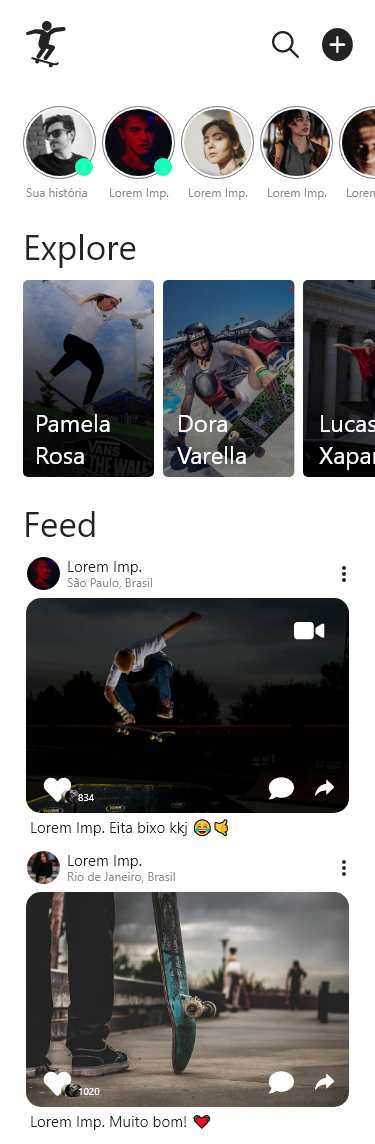 Sua história
Lorem Imp.
Lorem Imp.
Lorem Imp.
Lorem
Explore
Pamela
Rosa
VANS
THE WALL
Dora
Varella
Lucas
Xapar
Feed
Lorem Imp.
São Paulo, Brasil
834
Lorem Imp. Eita bixo kkj 😂🤙
Lorem Imp.
Rio de Janeiro, Brasil
1020
Lorem Imp. Muito bom! ❤